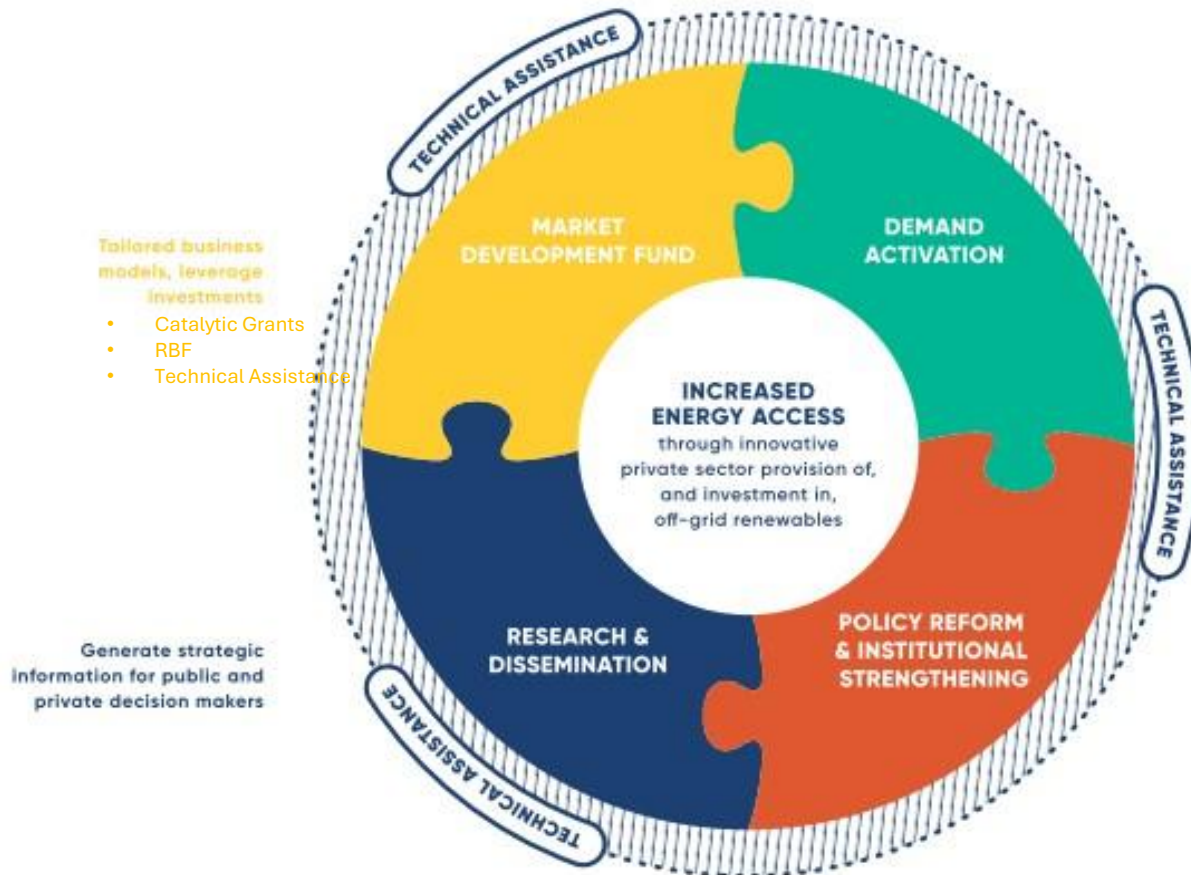 TECHNICAL ASSISTANCE
MARKET
DEVELOPMENT FUND
DEMAND
ACTIVATION
Tailored business
models, leverage
investments
• Catalytic Grants
• RBF
• Technical Assistance
TECHNICAL ASSISTANCE
INCREASED
ENERGY ACCESS
through innovative
private sector provision of,
and investment in,
off-grid renewables
RESEARCH &
DISSEMINATION
POLICY REFORM
& INSTITUTIONAL
STRENGTHENING
Generate strategic
information for public and
private decision makers
TECHNICAL ASSISTANCE